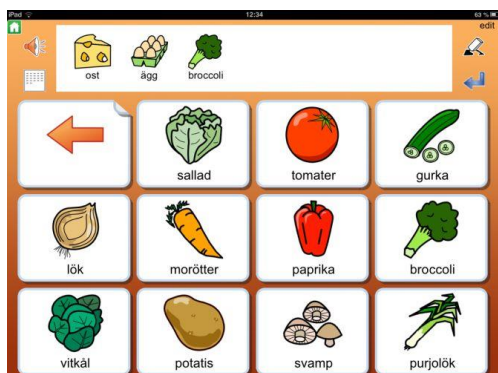 iPad 12:34 63 %
edit
ost ägg broccoli
sallad tomater gurka
lök morötter paprika broccoli
vitkål potatis svamp purjolök